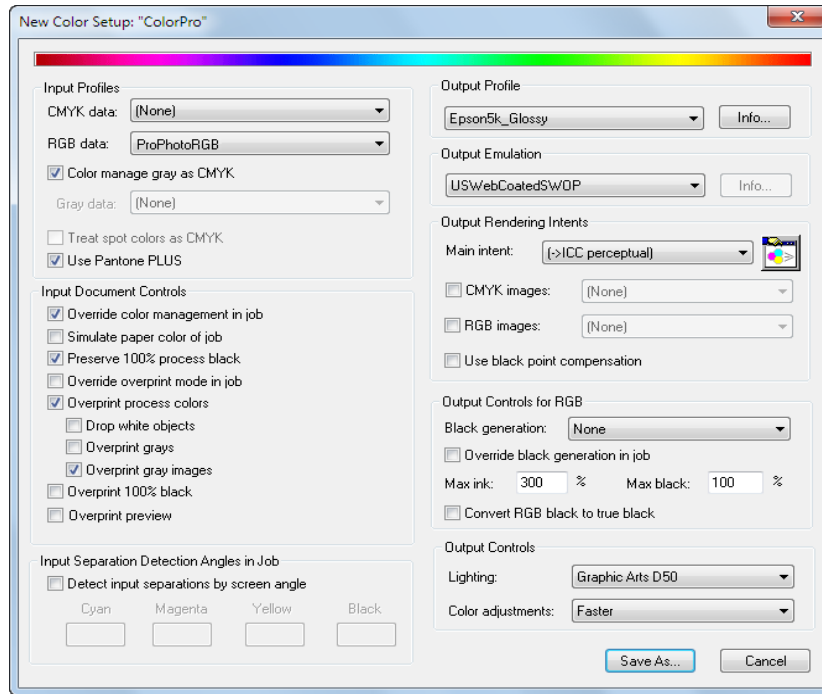 New Color Setup: "ColorPro"
Input Profiles
CMYK data: (None)
RGB data: ProPhotoRGB
Color manage gray as CMYK
Gray data: (None)
Treat spot colors as CMYK
Use Pantone PLUS
Input Document Controls
Override color management in job
Simulate paper color of job
Preserve 100% process black
Override overprint mode in job
Overprint process colors
Drop white objects
Overprint grays
Overprint gray images
Overprint 100% black
Overprint preview
Input Separation Detection Angles in Job
Detect input separations by screen angle
Cyan Magenta Yellow Black
Output Profile
Epson5k_Glossy Info...
Output Emulation
USWebCoatedSWOP Info...
Output Rendering Intents
Main intent: (->ICC perceptual)
CMYK images: (None)
RGB images: (None)
Use black point compensation
Output Controls for RGB
Black generation: None
Override black generation in job
Max ink: 300 % Max black: 100 %
Convert RGB black to true black
Output Controls
Lighting: Graphic Arts D50
Color adjustments: Faster
Save As... Cancel